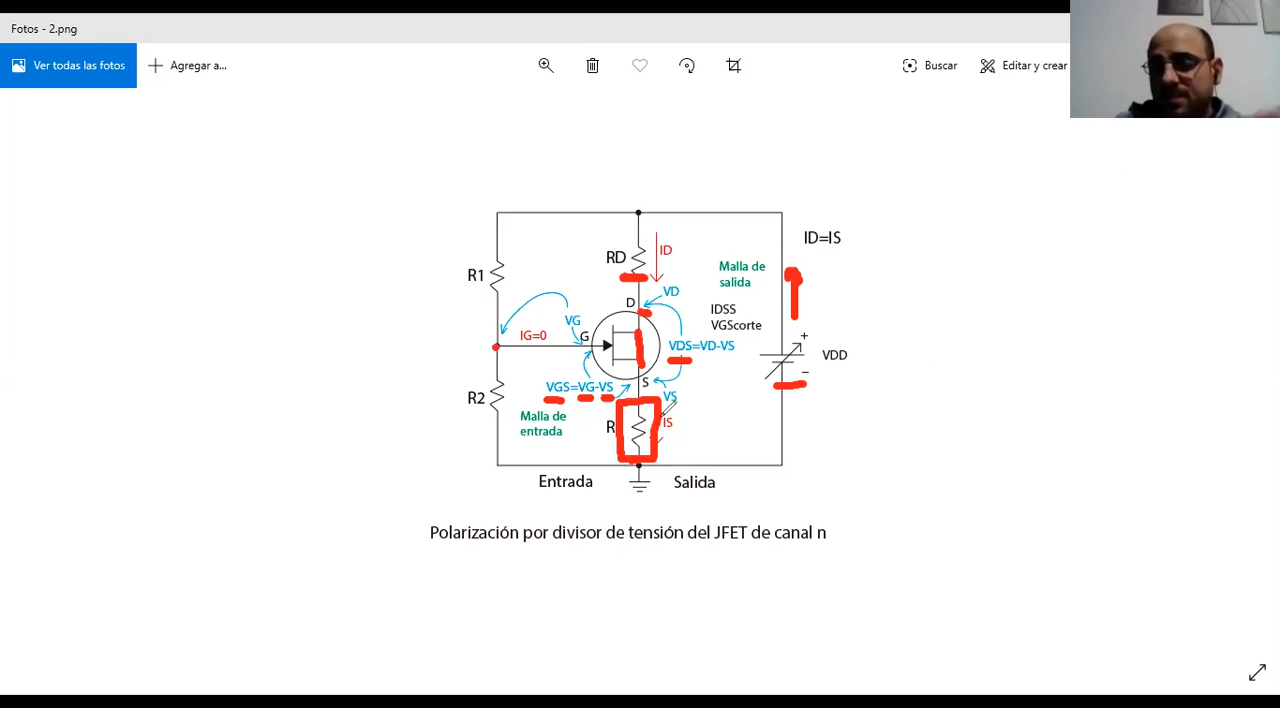 Fotos - 2.png
Ver todas las fotos
Agregar a...
Buscar
Editar y crear
ID=IS
RD
ID
Malla de
salida
R1
VD
D
IDSS
VGScorte
VG
IG=0
G
VDS=VD-VS
+
VDD
-
VGS=VG-VS
S
VS
R2
Malla de
entrada
R
IS
Entrada
Salida
Polarización por divisor de tensión del JFET de canal n